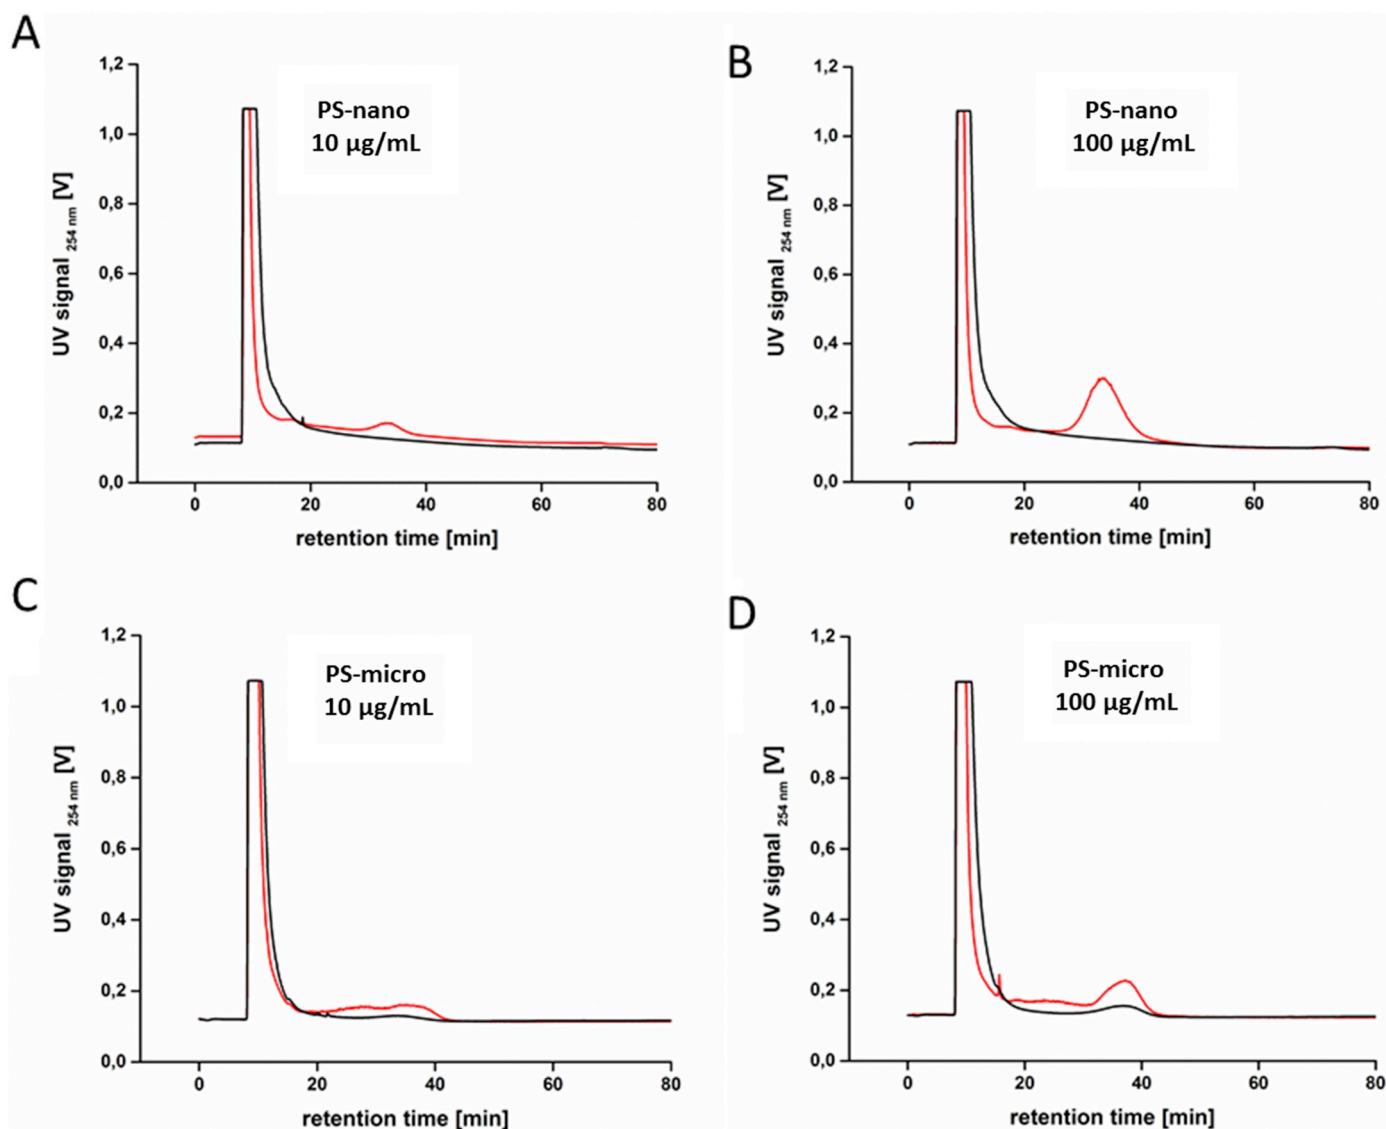 A
PS-nano
10 µg/mL
UV signal 254 nm [V]
1,2
1,0
0,8
0,6
0,4
0,2
0,0
0 20 40 60 80
retention time [min]
B
PS-nano
100 µg/mL
UV signal 254 nm [V]
1,2
1,0
0,8
0,6
0,4
0,2
0,0
0 20 40 60 80
retention time [min]
C
PS-micro
10 µg/mL
UV signal 254 nm [V]
1,2
1,0
0,8
0,6
0,4
0,2
0,0
0 20 40 60 80
retention time [min]
D
PS-micro
100 µg/mL
UV signal 254 nm [V]
1,2
1,0
0,8
0,6
0,4
0,2
0,0
0 20 40 60 80
retention time [min]